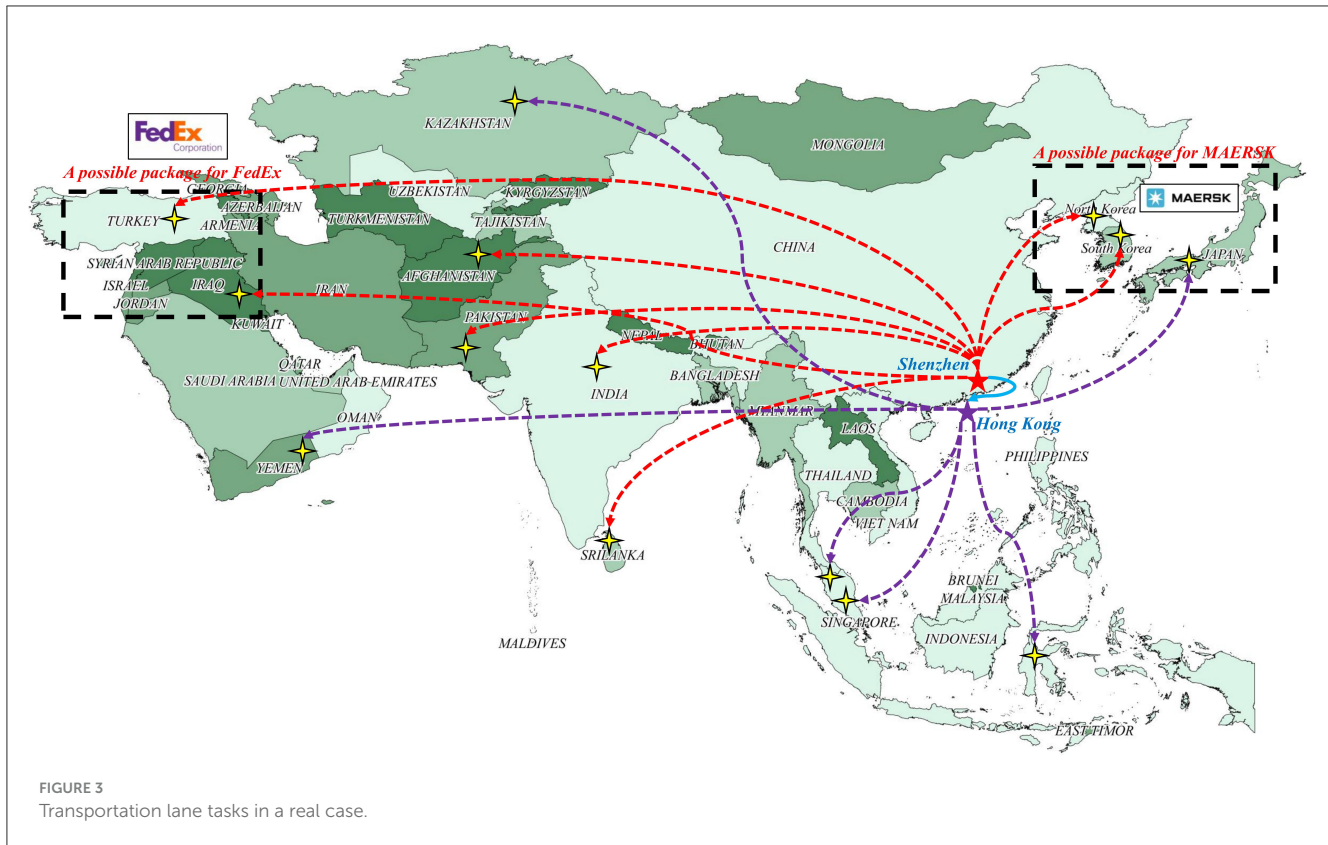 FedEx
Corporation
A possible package for FedEx
A possible package for MAERSK
MAERSK
KAZAKHSTAN
MONGOLIA
GEORGIA
UZBEKISTAN
KYRGYZSTAN
AZERBAIJAN
TURKEY
ARMENIA
TURKMENISTAN
TAJIKISTAN
North Korea
South Korea
JAPAN
CHINA
SYRIAN ARAB REPUBLIC
AFGHANISTAN
ISRAEL
IRAQ
IRAN
JORDAN
KUWAIT
PAKISTAN
NEPAL
BHUTAN
QATAR
SAUDI ARABIA
UNITED ARAB-EMIRATES
BANGLADESH
Shenzhen
INDIA
OMAN
MYANMAR
Hong Kong
LAOS
YEMEN
PHILIPPINES
THAILAND
CAMBODIA
VIET NAM
SRILANKA
BRUNEI
MALAYSIA
SINGAPORE
INDONESIA
MALDIVES
EAST TIMOR
FIGURE 3
Transportation lane tasks in a real case.